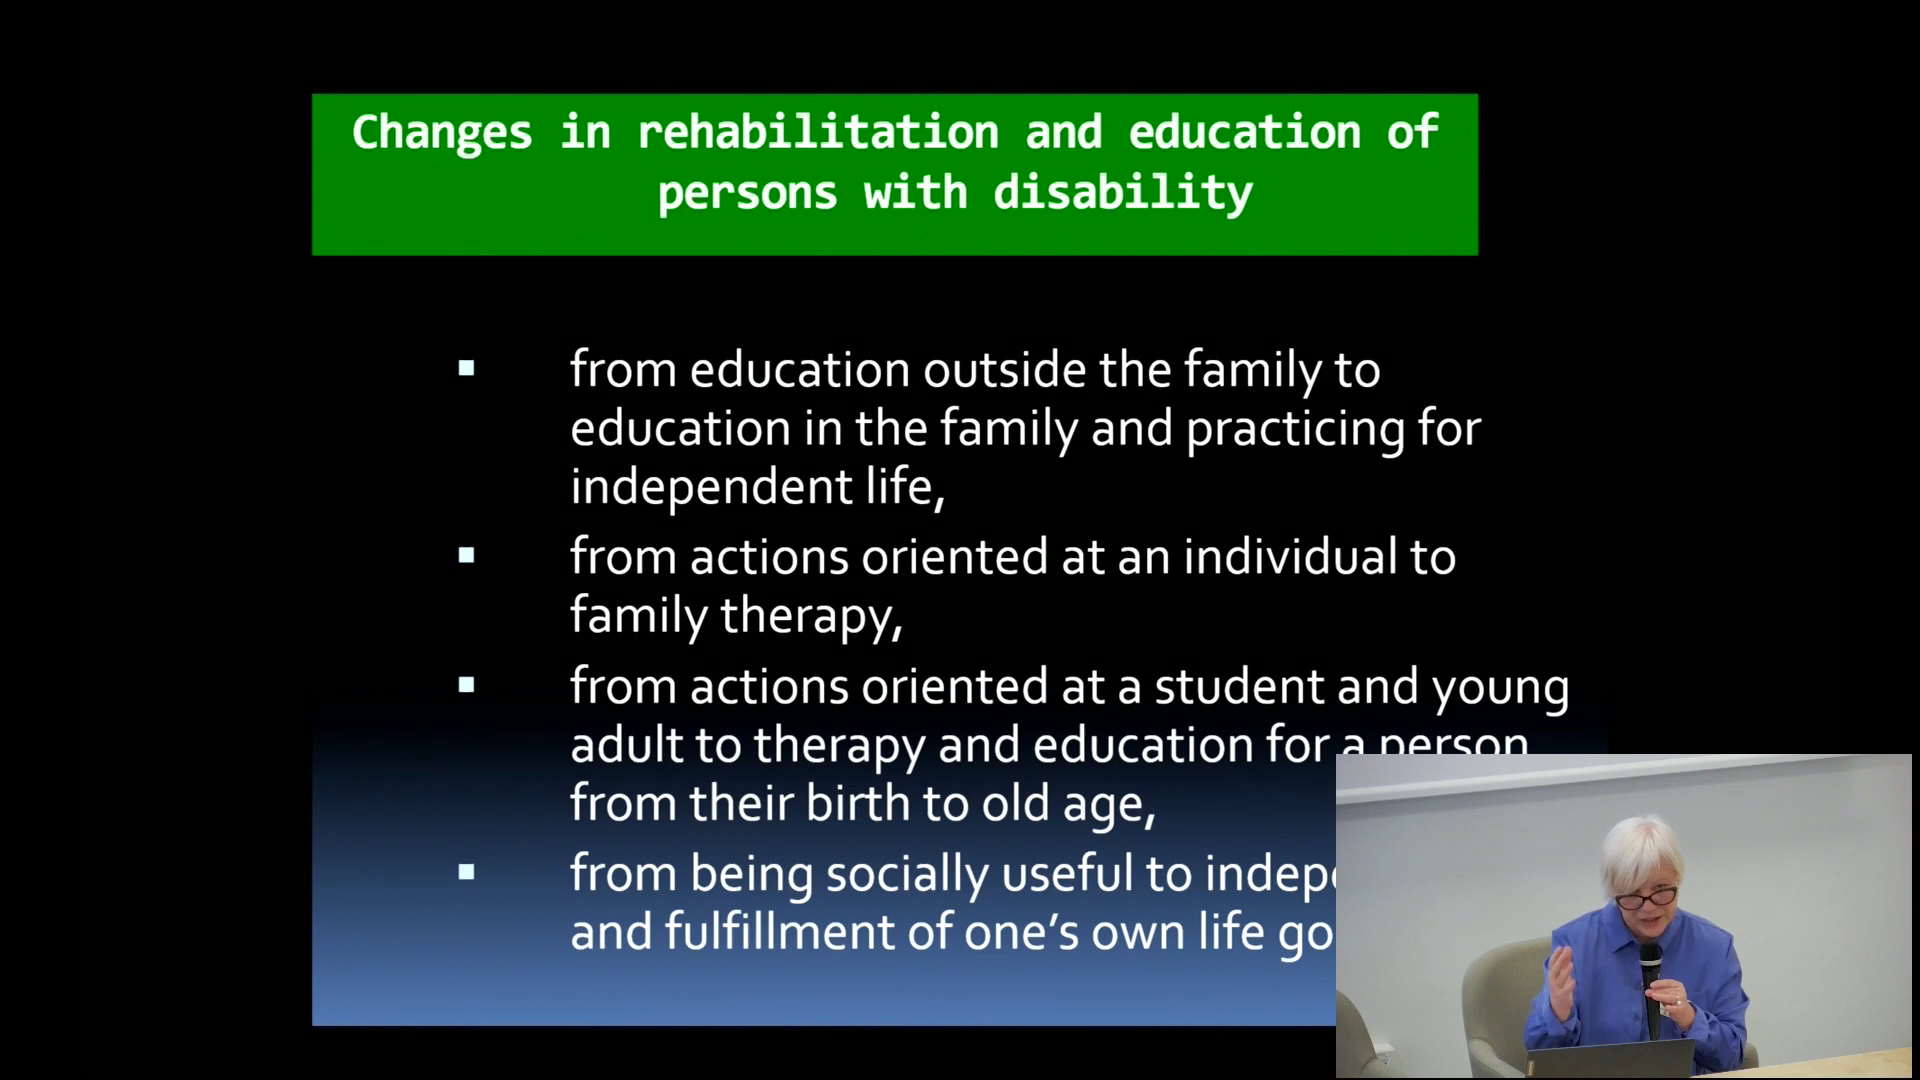 Changes in rehabilitation and education of
persons with disability
from education outside the family to
education in the family and practicing for
independent life,
from actions oriented at an individual to
family therapy,
from actions oriented at a student and young
adult to therapy and education for a person
from their birth to old age,
from being socially useful to
and fulfillment of one’s own life